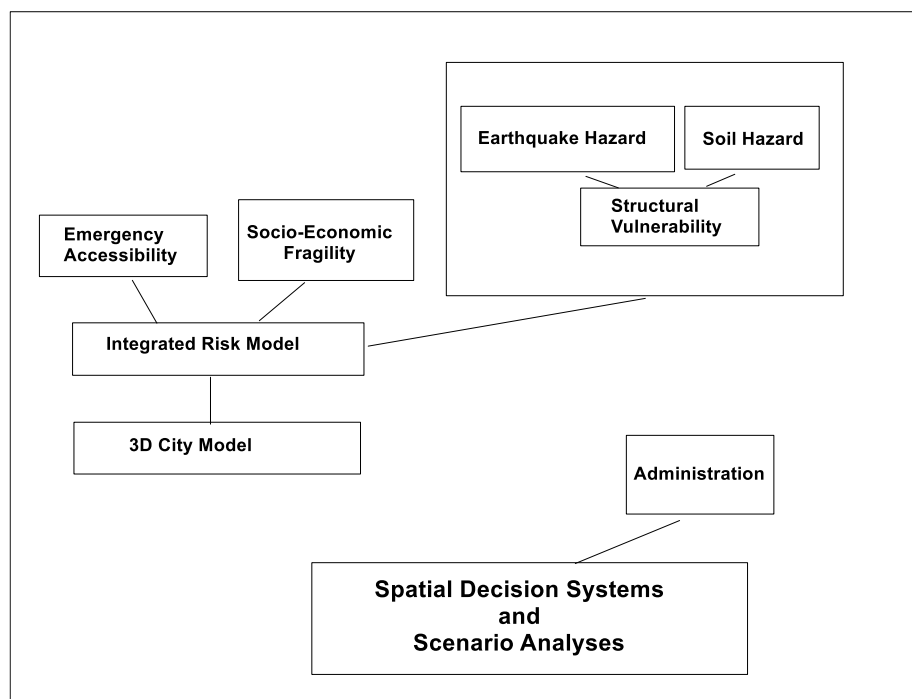 Earthquake Hazard
Soil Hazard
Structural
Vulnerability
Emergency
Accessibility
Socio-Economic
Fragility
Integrated Risk Model
3D City Model
Administration
Spatial Decision Systems
and
Scenario Analyses